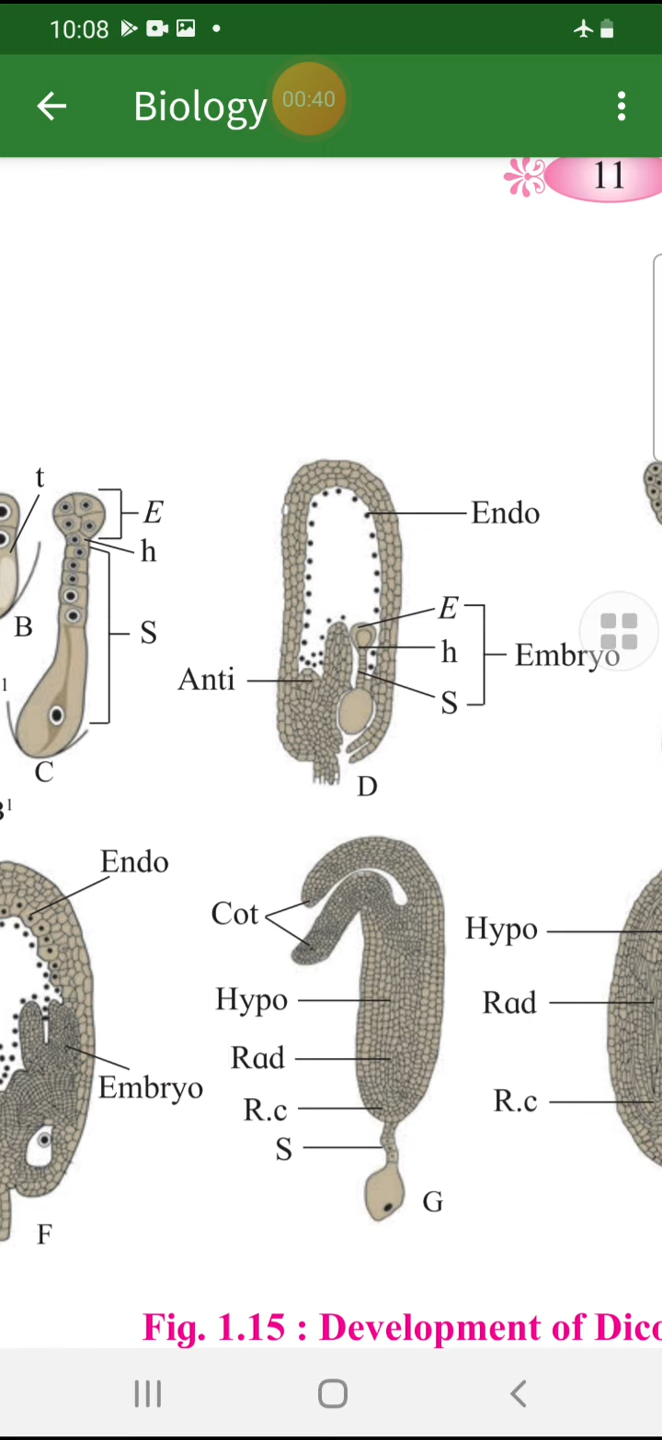 10:08
Biology
00:40
11
t
E
h
B
S
C
Endo
E
h
S
Embryo
Anti
D
Endo
Embryo
F
Cot
Hypo
Rad
R.c
S
G
Hypo
Rad
R.c
Fig. 1.15 : Development of Dic